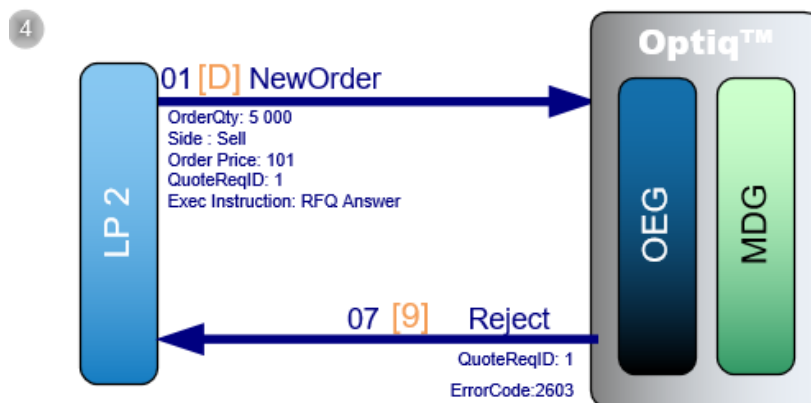 4
Optiq™
01 [D] NewOrder
OrderQty: 5 000
Side : Sell
Order Price: 101
QuoteReqID: 1
Exec Instruction: RFQ Answer
LP 2
OEG
MDG
07 [9] Reject
QuoteReqID: 1
ErrorCode:2603